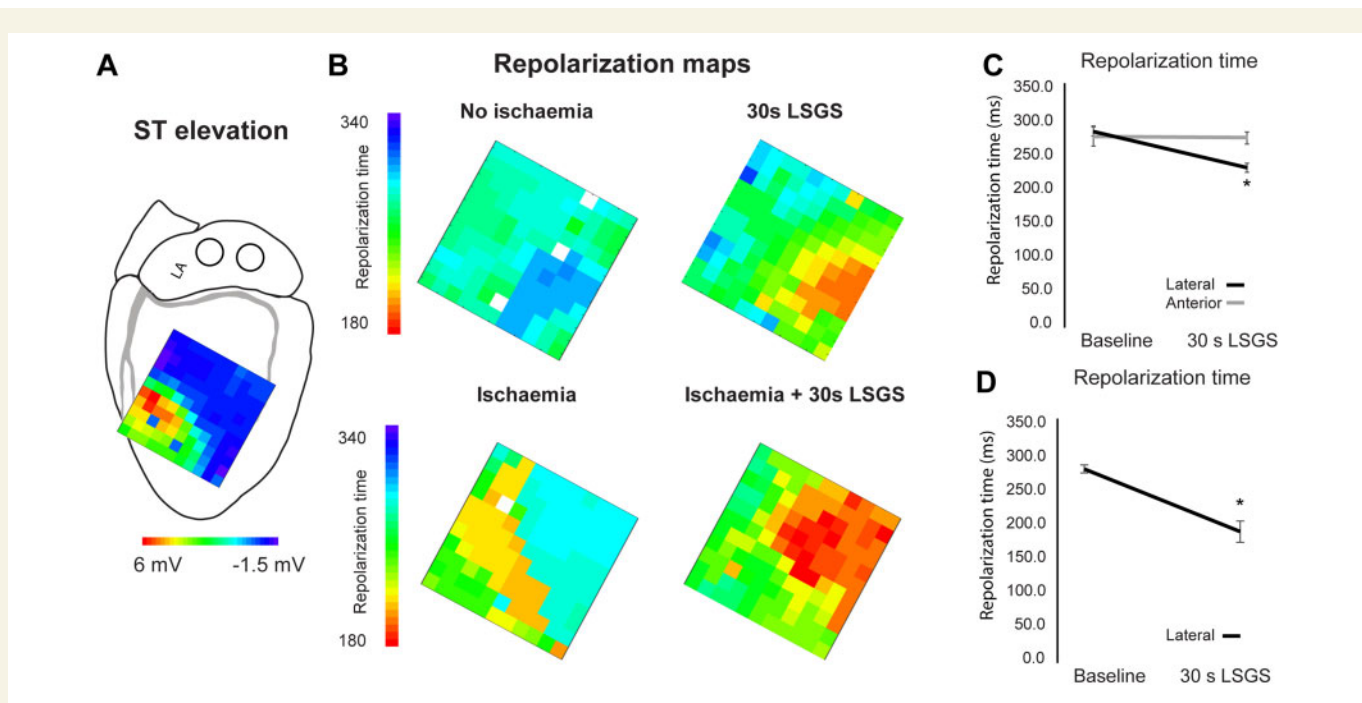 A
ST elevation
LA
6 mV
-1.5 mV
B
Repolarization maps
No ischaemia
30s LSGS
340
Repolarization time
180
Ischaemia
Ischaemia + 30s LSGS
340
Repolarization time
180
C
Repolarization time
Repolarization time (ms)
350.0
300.0
250.0
200.0
150.0
100.0
50.0
0.0
*
Lateral
Anterior
Baseline
30 s LSGS
D
Repolarization time
Repolarization time (ms)
350.0
300.0
250.0
200.0
150.0
100.0
50.0
0.0
*
Lateral
Baseline
30 s LSGS